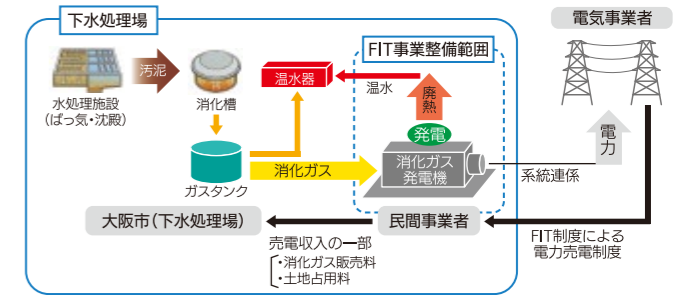 下水処理場
電気事業者
FIT事業整備範囲
汚泥
温水器
温水
廃熱
水処理施設
(ばっ気・沈殿)
消化槽
発電
電力
消化ガス
発電機
ガスタンク
消化ガス
系統連係
大阪市(下水処理場)
民間事業者
売電収入の一部
・消化ガス販売料
・土地占用料
FIT制度による
電力売電制度